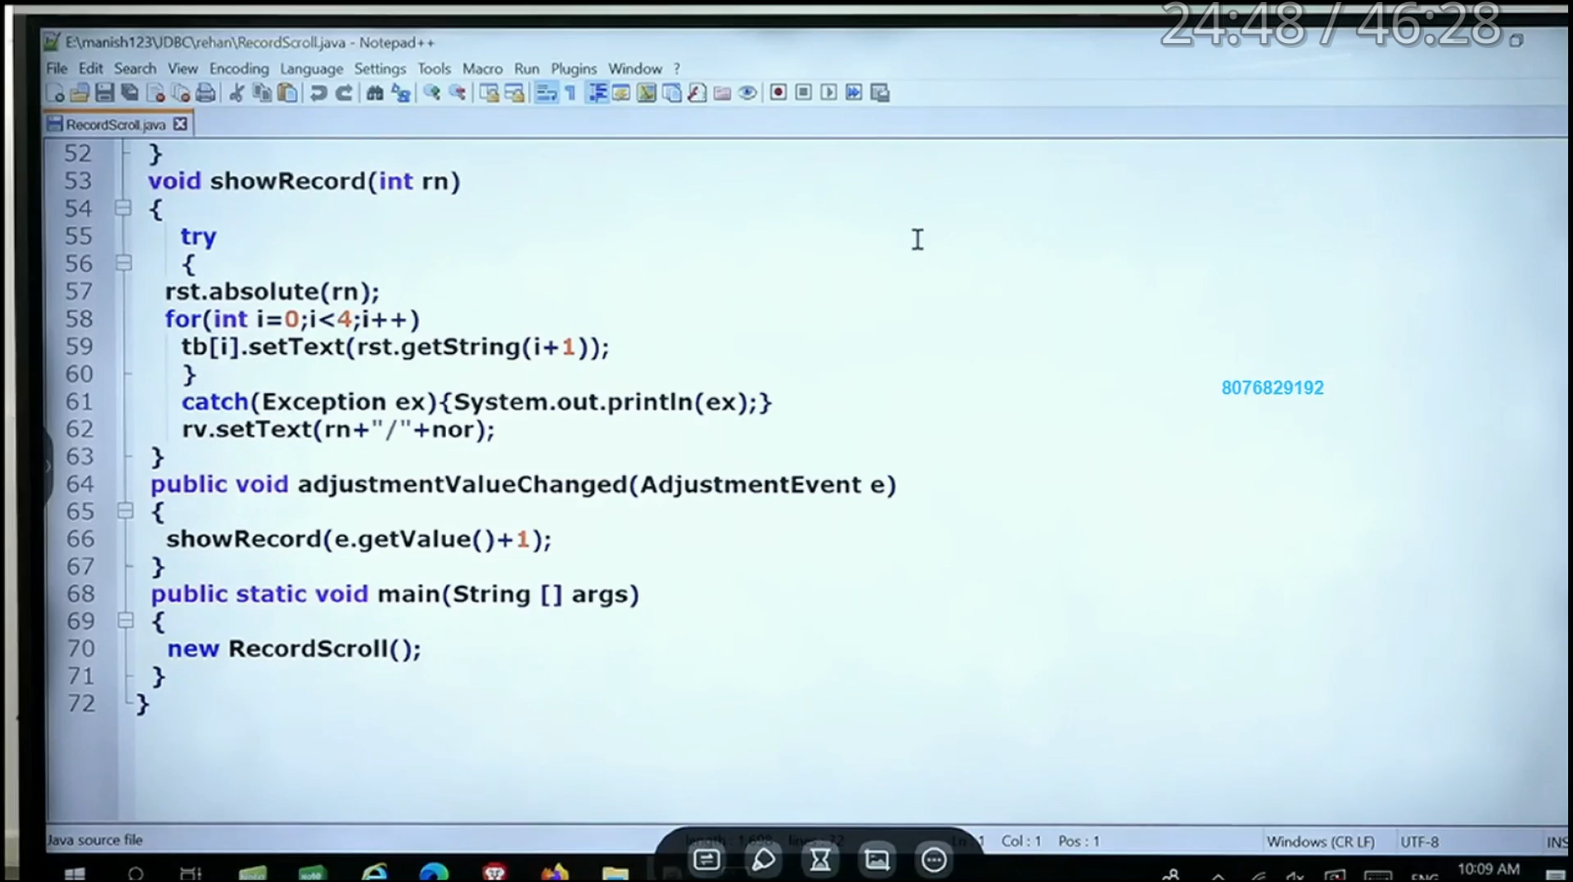 24:48 / 46:28
E:\manish123\JDBC\rehan\RecordScroll.java - Notepad++
File Edit Search View Encoding Language Settings Tools Macro Run Plugins Window ?
RecordScroll.java
52 }
53 void showRecord(int rn)
54 {
55 try
56 {
57 rst.absolute(rn);
58 for(int i=0;i<4;i++)
59 tb[i].setText(rst.getString(i+1));
60 }
61 catch(Exception ex){System.out.println(ex);}
62 rv.setText(rn+"/"+nor);
63 }
64 public void adjustmentValueChanged(AdjustmentEvent e)
65 {
66 showRecord(e.getValue()+1);
67 }
68 public static void main(String [] args)
69 {
70 new RecordScroll();
71 }
72 }
8076829192
Java source file Col : 1 Pos : 1 Windows (CR LF) UTF-8 INS
ENG 10:09 AM